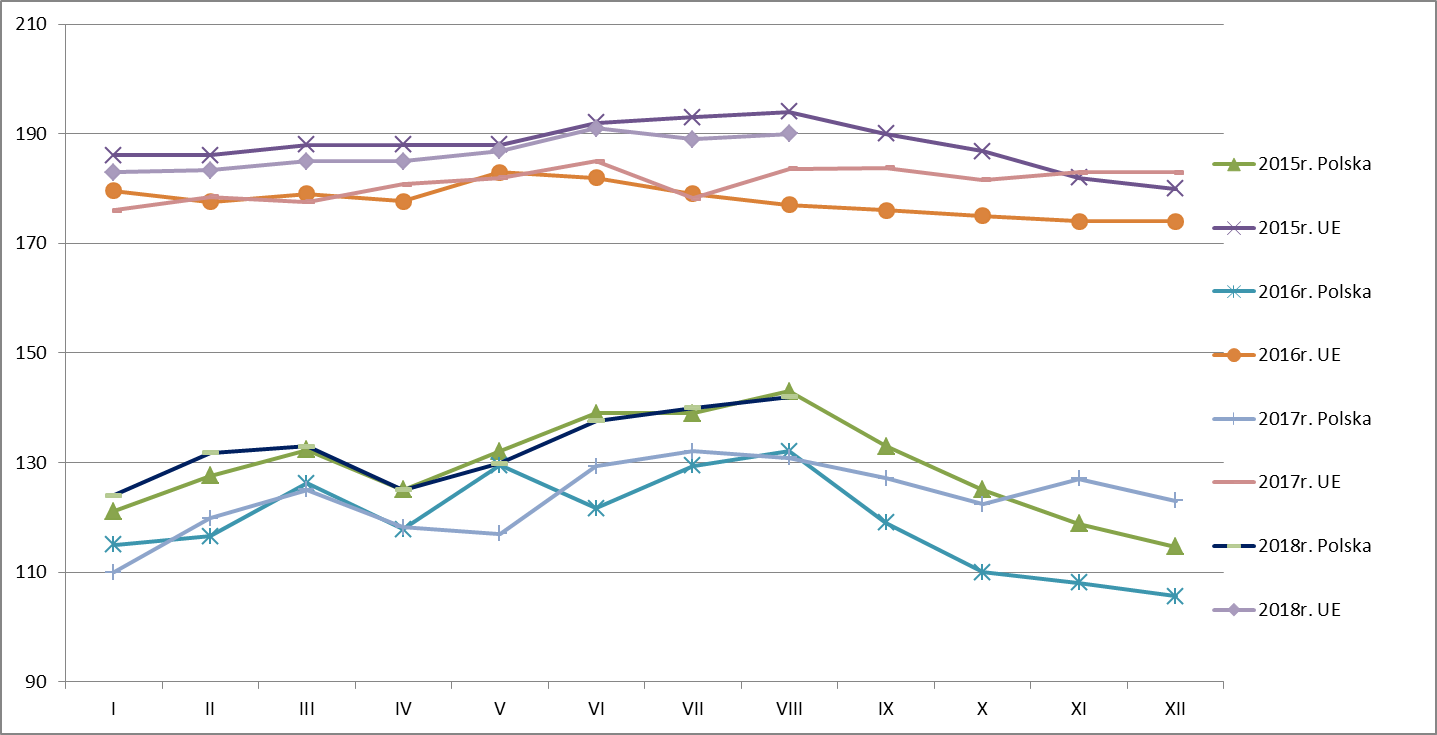 210
190
170
150
130
110
90
I II III IV V VI VII VIII IX X XI XII
2015r. Polska
2015r. UE
2016r. Polska
2016r. UE
2017r. Polska
2017r. UE
2018r. Polska
2018r. UE